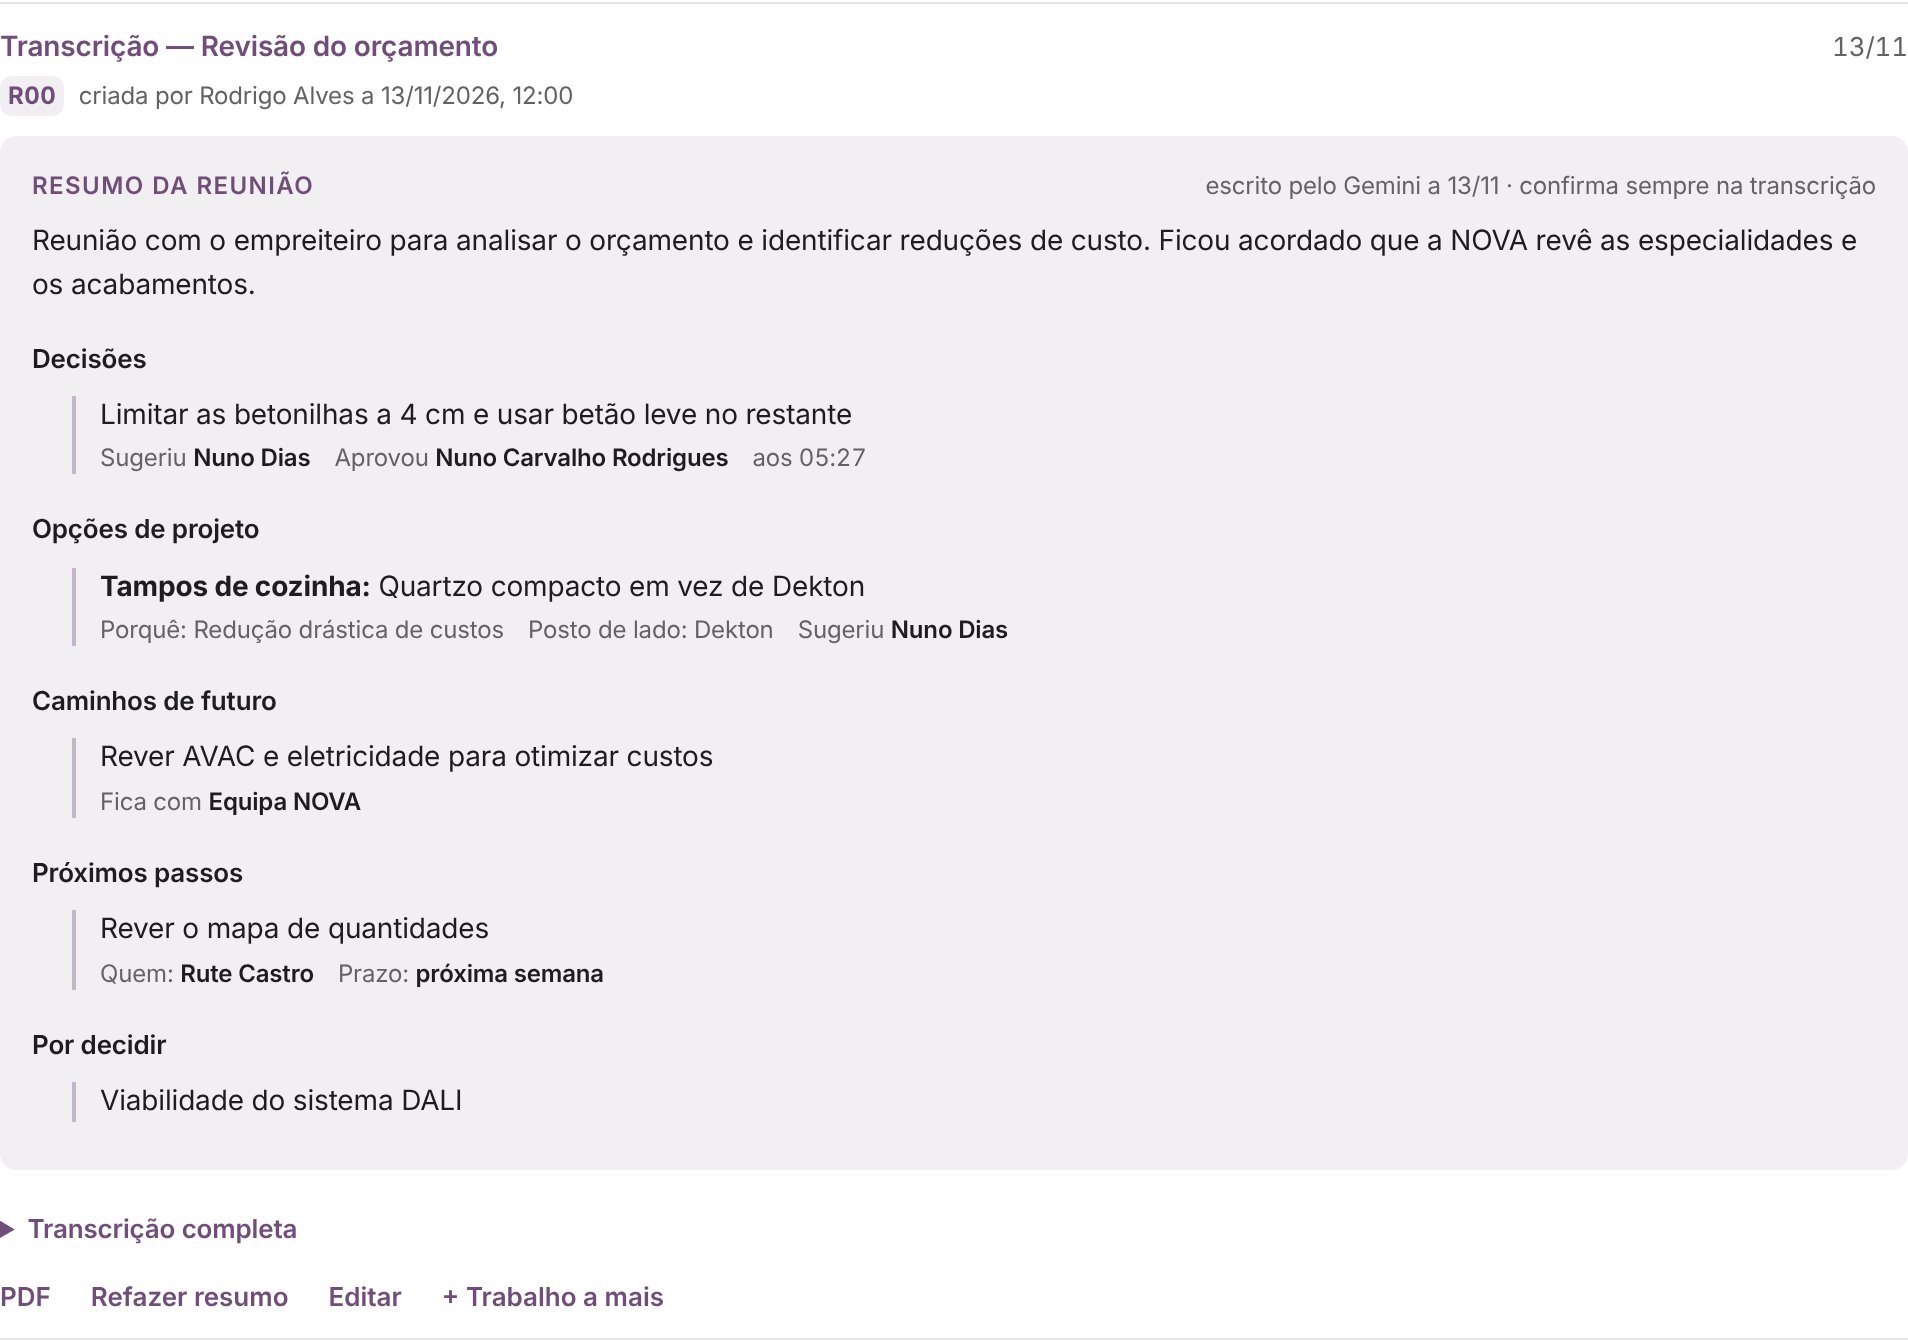 Transcrição — Revisão do orçamento
13/11
R00 criada por Rodrigo Alves a 13/11/2026, 12:00
RESUMO DA REUNIÃO
escrito pelo Gemini a 13/11 · confirma sempre na transcrição
Reunião com o empreiteiro para analisar o orçamento e identificar reduções de custo. Ficou acordado que a NOVA revê as especialidades e
os acabamentos.
Decisões
Limitar as betonilhas a 4 cm e usar betão leve no restante
Sugeriu Nuno Dias Aprovou Nuno Carvalho Rodrigues aos 05:27
Opções de projeto
Tampos de cozinha: Quartzo compacto em vez de Dekton
Porquê: Redução drástica de custos Posto de lado: Dekton Sugeriu Nuno Dias
Caminhos de futuro
Rever AVAC e eletricidade para otimizar custos
Fica com Equipa NOVA
Próximos passos
Rever o mapa de quantidades
Quem: Rute Castro Prazo: próxima semana
Por decidir
Viabilidade do sistema DALI
Transcrição completa
PDF Refazer resumo Editar + Trabalho a mais